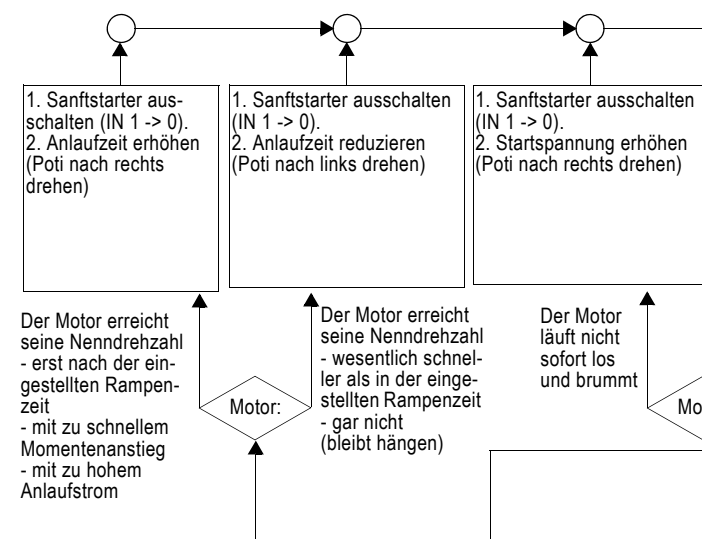 1. Sanftstarter aus-
schalten (IN 1 -> 0).
2. Anlaufzeit erhöhen
(Poti nach rechts
drehen)
1. Sanftstarter ausschalten
(IN 1 -> 0).
2. Anlaufzeit reduzieren
(Poti nach links drehen)
1. Sanftstarter ausschalten
(IN 1 -> 0).
2. Startspannung erhöhen
(Poti nach rechts drehen)
Der Motor erreicht
seine Nenndrehzahl
- erst nach der ein-
gestellten Rampen-
zeit
- mit zu schnellem
Momentenanstieg
- mit zu hohem
Anlaufstrom
Motor:
Der Motor erreicht
seine Nenndrehzahl
- wesentlich schnel-
ler als in der einge-
stellten Rampenzeit
- gar nicht
(bleibt hängen)
Der Motor
läuft nicht
sofort los
und brummt
Mo